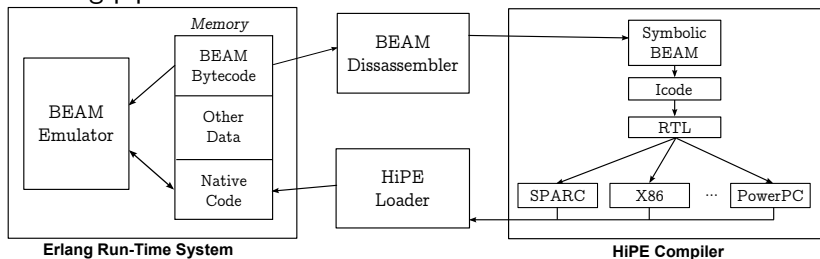 Memory
BEAM
Bytecode
Other
Data
Native
Code
BEAM
Emulator
Erlang Run-Time System
BEAM
Dissassembler
HiPE
Loader
Symbolic
BEAM
Icode
RTL
SPARC
X86
...
PowerPC
HiPE Compiler